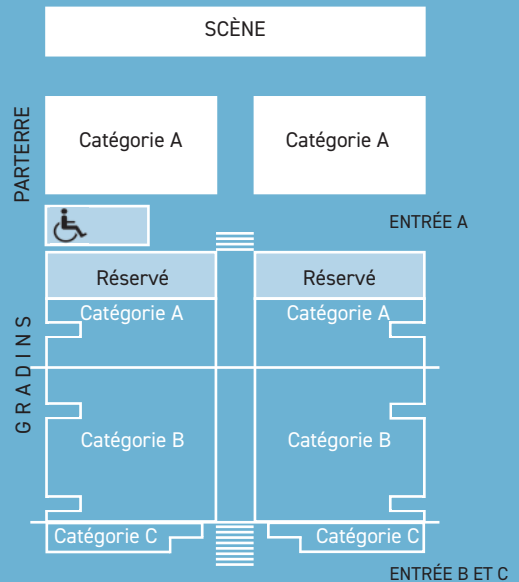 SCÈNE
PARTERRE
Catégorie A
Catégorie A
ENTRÉE A
Réservé
Réservé
GRADINS
Catégorie A
Catégorie A
Catégorie B
Catégorie B
Catégorie C
Catégorie C
ENTRÉE B ET C